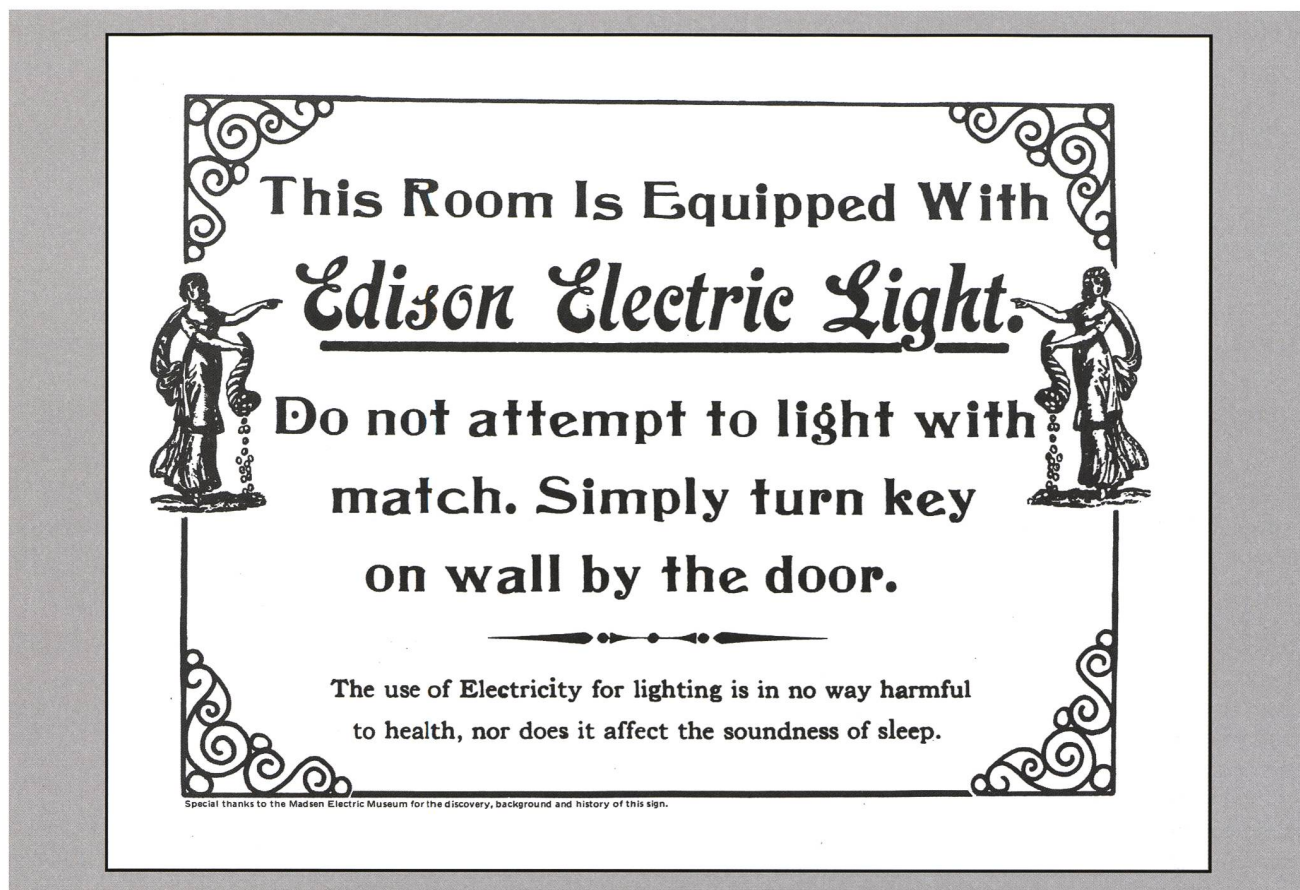 This Room Is Equipped With
Edison Electric Light.
Do not attempt to light with
match. Simply turn key
on wall by the door.
The use of Electricity for lighting is in no way harmful
to health, nor does it affect the soundness of sleep.
Special thanks to the Madsen Electric Museum for the discovery, background and history of this sign.